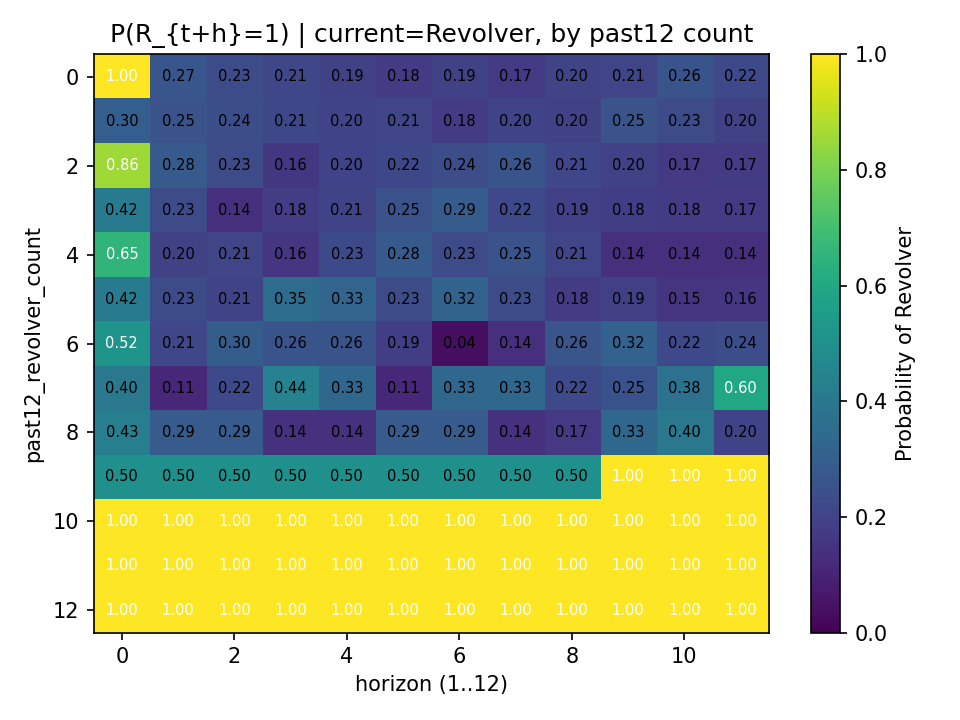 P(R_{t+h}=1) | current=Revolver, by past12 count
0 1.00 0.27 0.23 0.21 0.19 0.18 0.19 0.17 0.20 0.21 0.26 0.22
0.30 0.25 0.24 0.21 0.20 0.21 0.18 0.20 0.20 0.25 0.23 0.20
2 0.86 0.28 0.23 0.16 0.20 0.22 0.24 0.26 0.21 0.20 0.17 0.17
0.42 0.23 0.14 0.18 0.21 0.25 0.29 0.22 0.19 0.18 0.18 0.17
4 0.65 0.20 0.21 0.16 0.23 0.28 0.23 0.25 0.21 0.14 0.14 0.14
0.42 0.23 0.21 0.35 0.33 0.23 0.32 0.23 0.18 0.19 0.15 0.16
6 0.52 0.21 0.30 0.26 0.26 0.19 0.04 0.14 0.26 0.32 0.22 0.24
0.40 0.11 0.22 0.44 0.33 0.11 0.33 0.33 0.22 0.25 0.38 0.60
8 0.43 0.29 0.29 0.14 0.14 0.29 0.29 0.14 0.17 0.33 0.40 0.20
0.50 0.50 0.50 0.50 0.50 0.50 0.50 0.50 0.50 1.00 1.00 1.00
10 1.00 1.00 1.00 1.00 1.00 1.00 1.00 1.00 1.00 1.00 1.00 1.00
1.00 1.00 1.00 1.00 1.00 1.00 1.00 1.00 1.00 1.00 1.00 1.00
12 1.00 1.00 1.00 1.00 1.00 1.00 1.00 1.00 1.00 1.00 1.00 1.00
0 2 4 6 8 10
horizon (1..12)
past12_revolver_count
1.0
0.8
0.6
0.4
0.2
0.0
Probability of Revolver